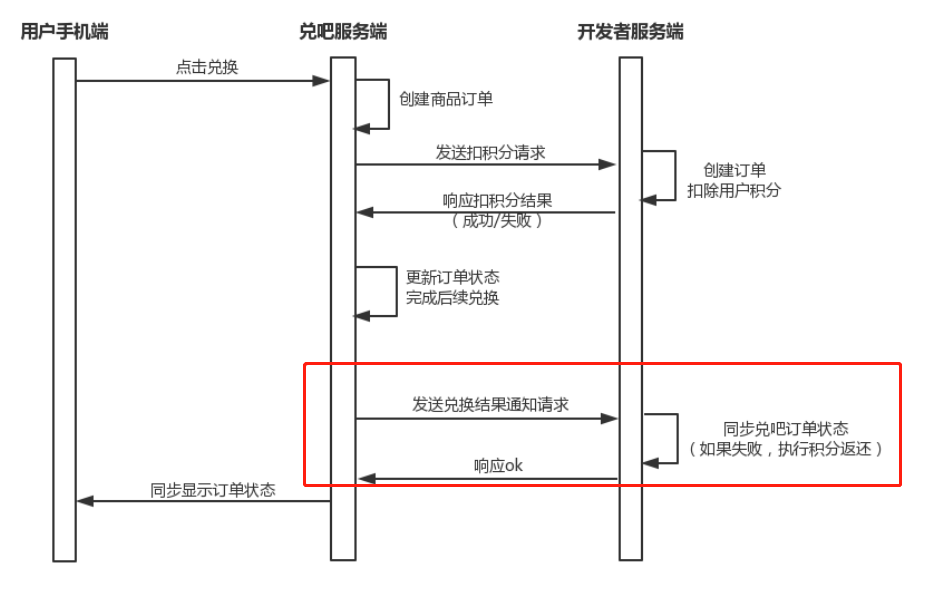 用户手机端
兑吧服务端
开发者服务端
点击兑换
创建商品订单
发送扣积分请求
创建订单
扣除用户积分
响应扣积分结果
（成功/失败）
更新订单状态
完成后续兑换
发送兑换结果通知请求
同步兑吧订单状态
（如果失败，执行积分返还）
响应ok
同步显示订单状态